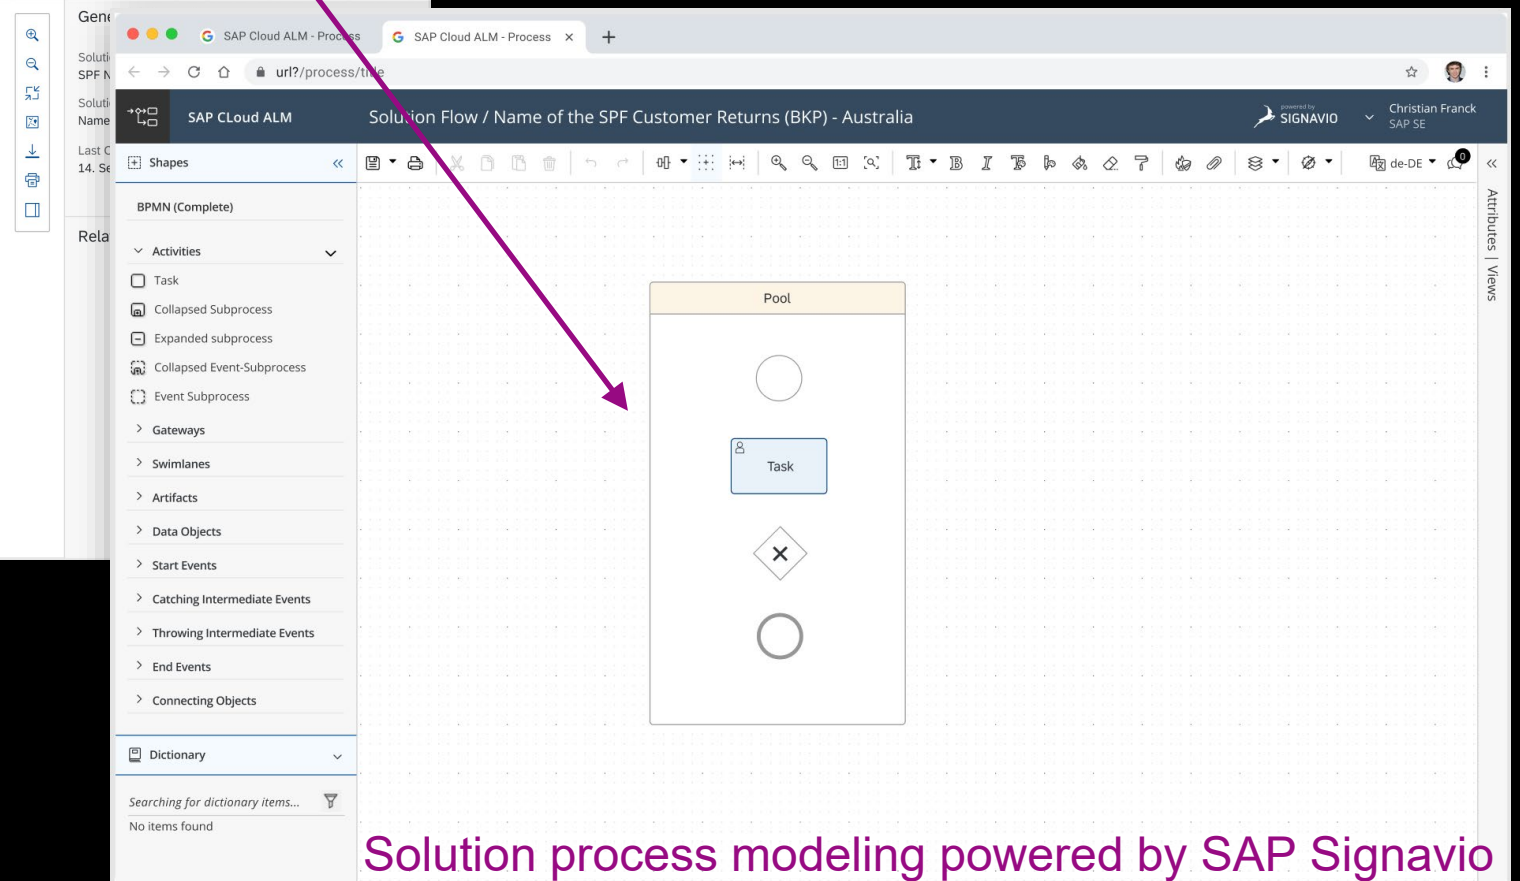 Gene
Soluti
SPF N
Soluti
Name
Last C
14. Se
Rela
SAP Cloud ALM - Process
SAP Cloud ALM - Process
url?/process/title
SAP CLoud ALM
Solution Flow / Name of the SPF Customer Returns (BKP) - Australia
powered by
SIGNAVIO
Christian Franck
SAP SE
Shapes
1:1
B
I
de-DE
0
Attributes | Views
BPMN (Complete)
Activities
Task
Collapsed Subprocess
Expanded subprocess
Collapsed Event-Subprocess
Event Subprocess
Gateways
Swimlanes
Artifacts
Data Objects
Start Events
Catching Intermediate Events
Throwing Intermediate Events
End Events
Connecting Objects
Dictionary
Searching for dictionary items...
No items found
Pool
Task
Solution process modeling powered by SAP Signavio